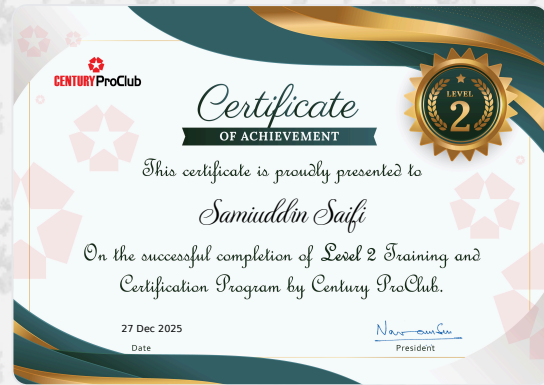 CENTURY ProClub
Certificate
OF ACHIEVEMENT
LEVEL
2
This certificate is proudly presented to
Samiuddin Saifi
On the successful completion of Level 2 Training and
Certification Program by Century ProClub.
27 Dec 2025
Date
President